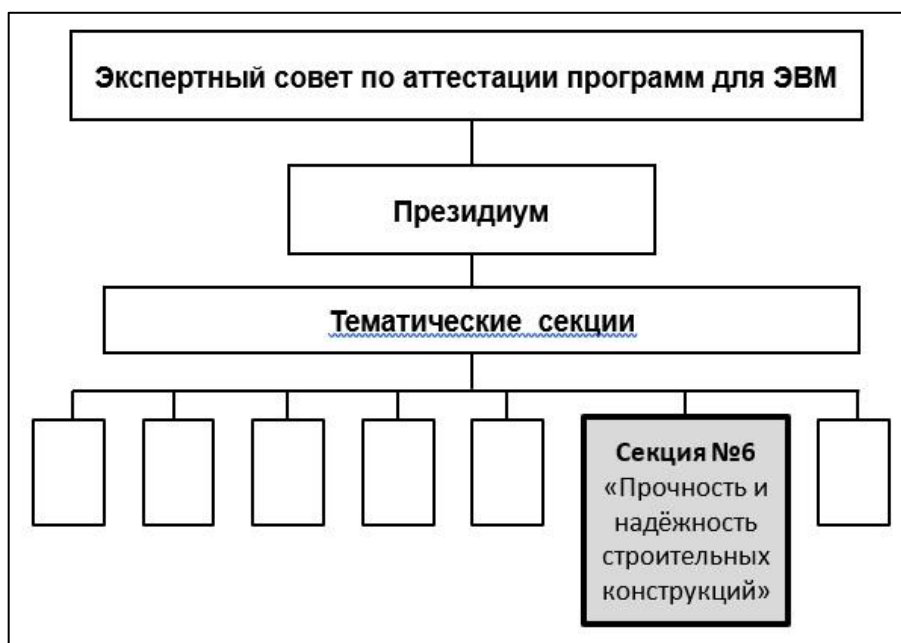 Экспертный совет по аттестации программ для ЭВМ
Президиум
Тематические секции
Секция №6
«Прочность и
надёжность
строительных
конструкций»